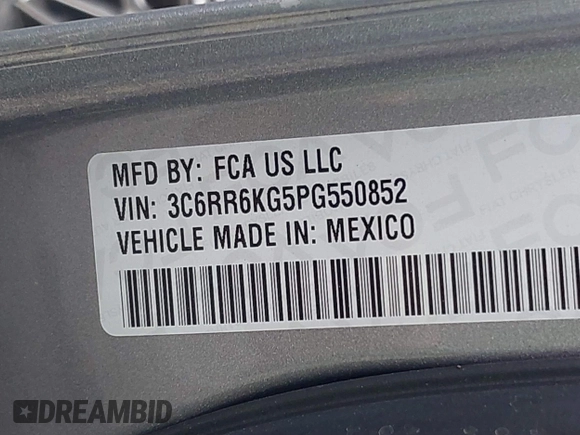 MFD BY: FCA US LLC
VIN: 3C6RR6KG5PG550852
VEHICLE MADE IN: MEXICO
DREAMBID